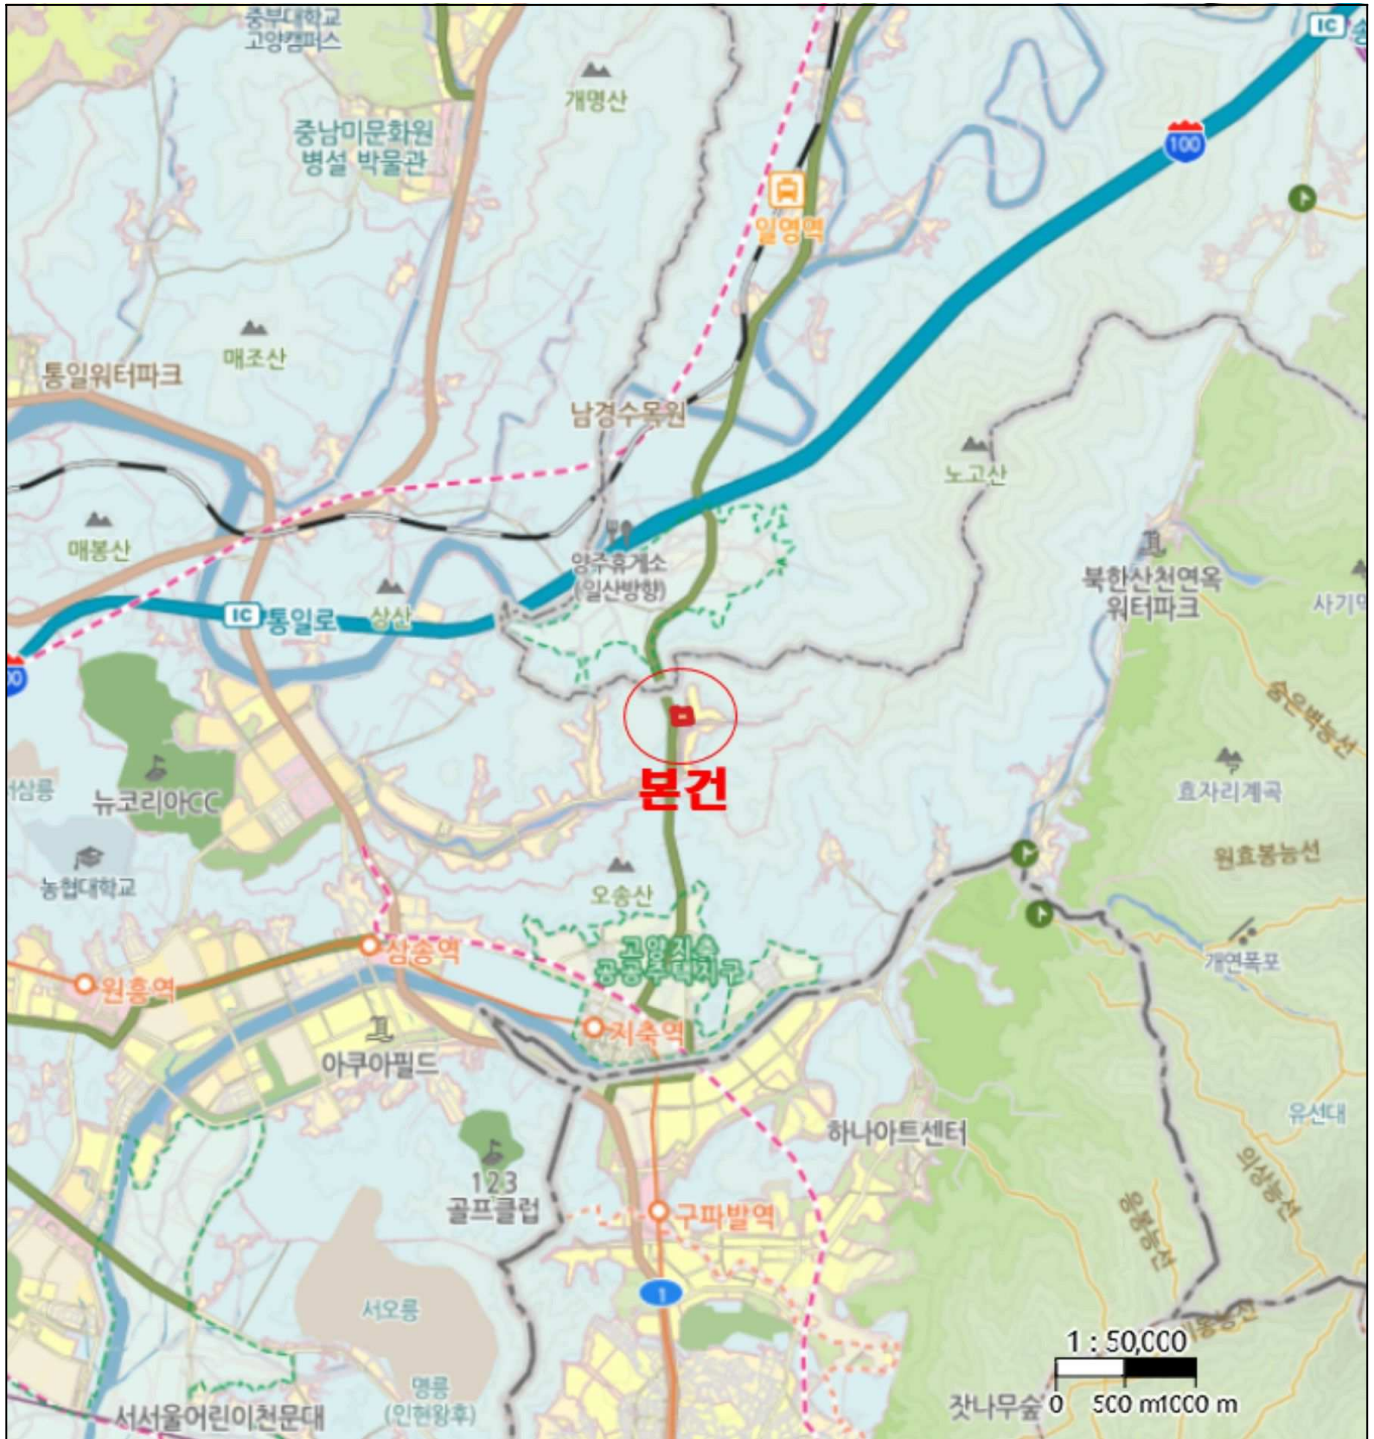 중부대학교
고양캠퍼스
IC
개명산
중남미문화원
병설 박물관
100
일영역
매조산
통일워터파크
남경수목원
노고산
매봉산
양주휴게소
(일산방향)
북한산천연옥
워터파크
상산
IC 통일로
숨은벽능선
본건
뉴코리아CC
효자리계곡
원효봉능선
농협대학교
오송산
고양지축
공공주택지구
삼송역
원흥역
개연폭포
지축역
아쿠아필드
하나아트센터
유선대
의상능선
123
골프클럽
응봉능선
구파발역
1
서오릉
명릉
(인현왕후)
1 : 50,000
잣나무숲
0 500 m 1000 m
서서울어린이천문대